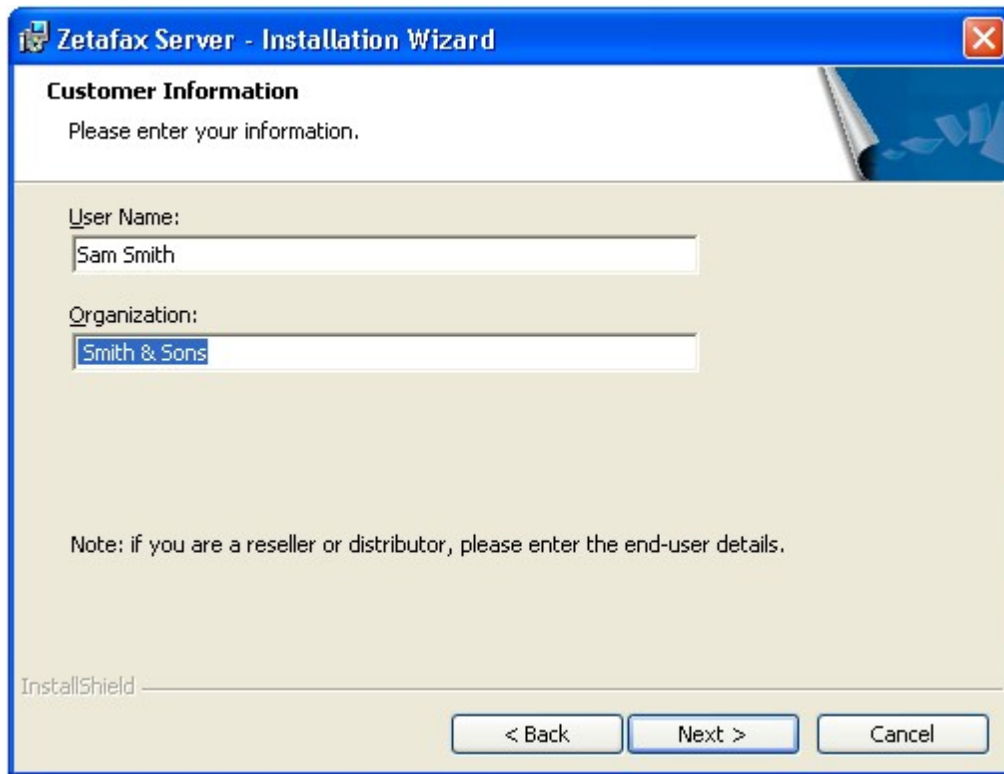 Zetafax Server - Installation Wizard
Customer Information
Please enter your information.
User Name:
Sam Smith
Organization:
Smith & Sons
Note: if you are a reseller or distributor, please enter the end-user details.
InstallShield
< Back
Next >
Cancel